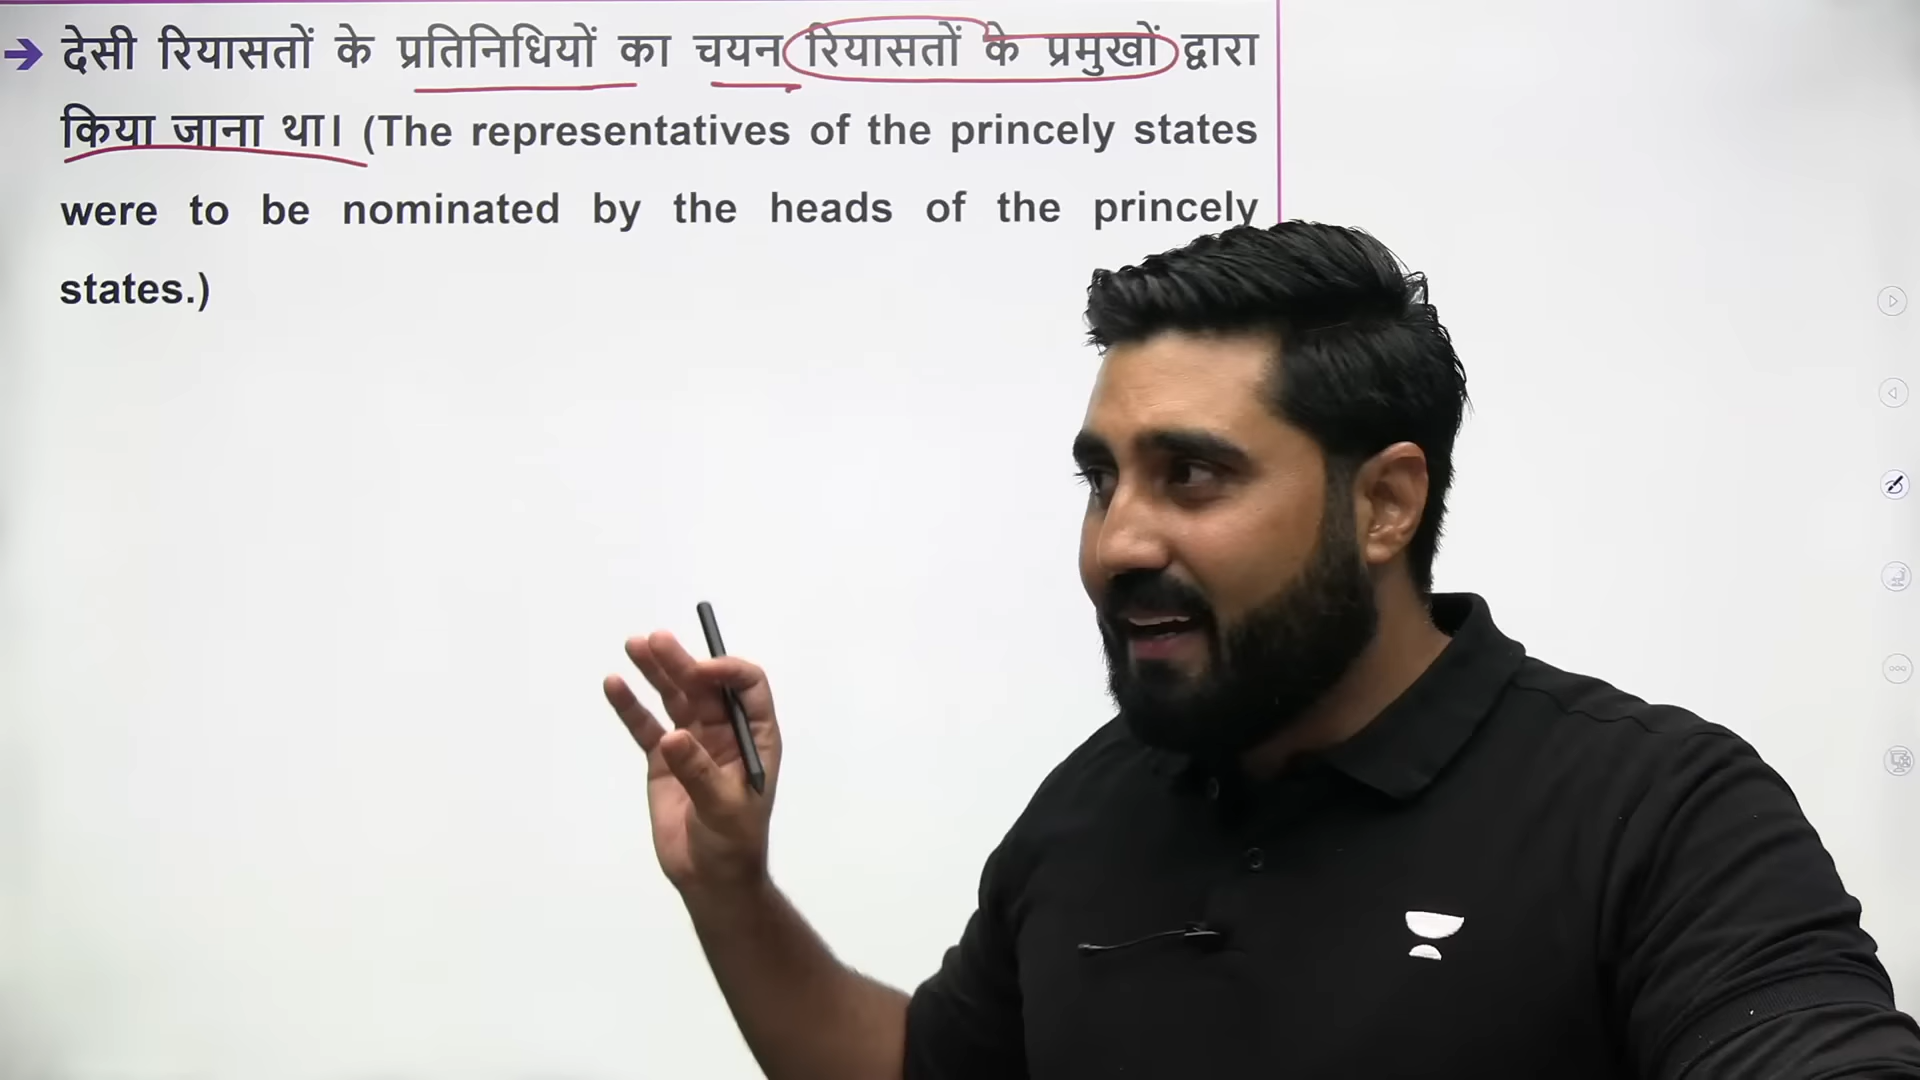 ➔ देसी रियासतों के प्रतिनिधियों का चयन रियासतों के प्रमुखों द्वारा
किया जाना था। (The representatives of the princely states
were to be nominated by the heads of the princely
states.)